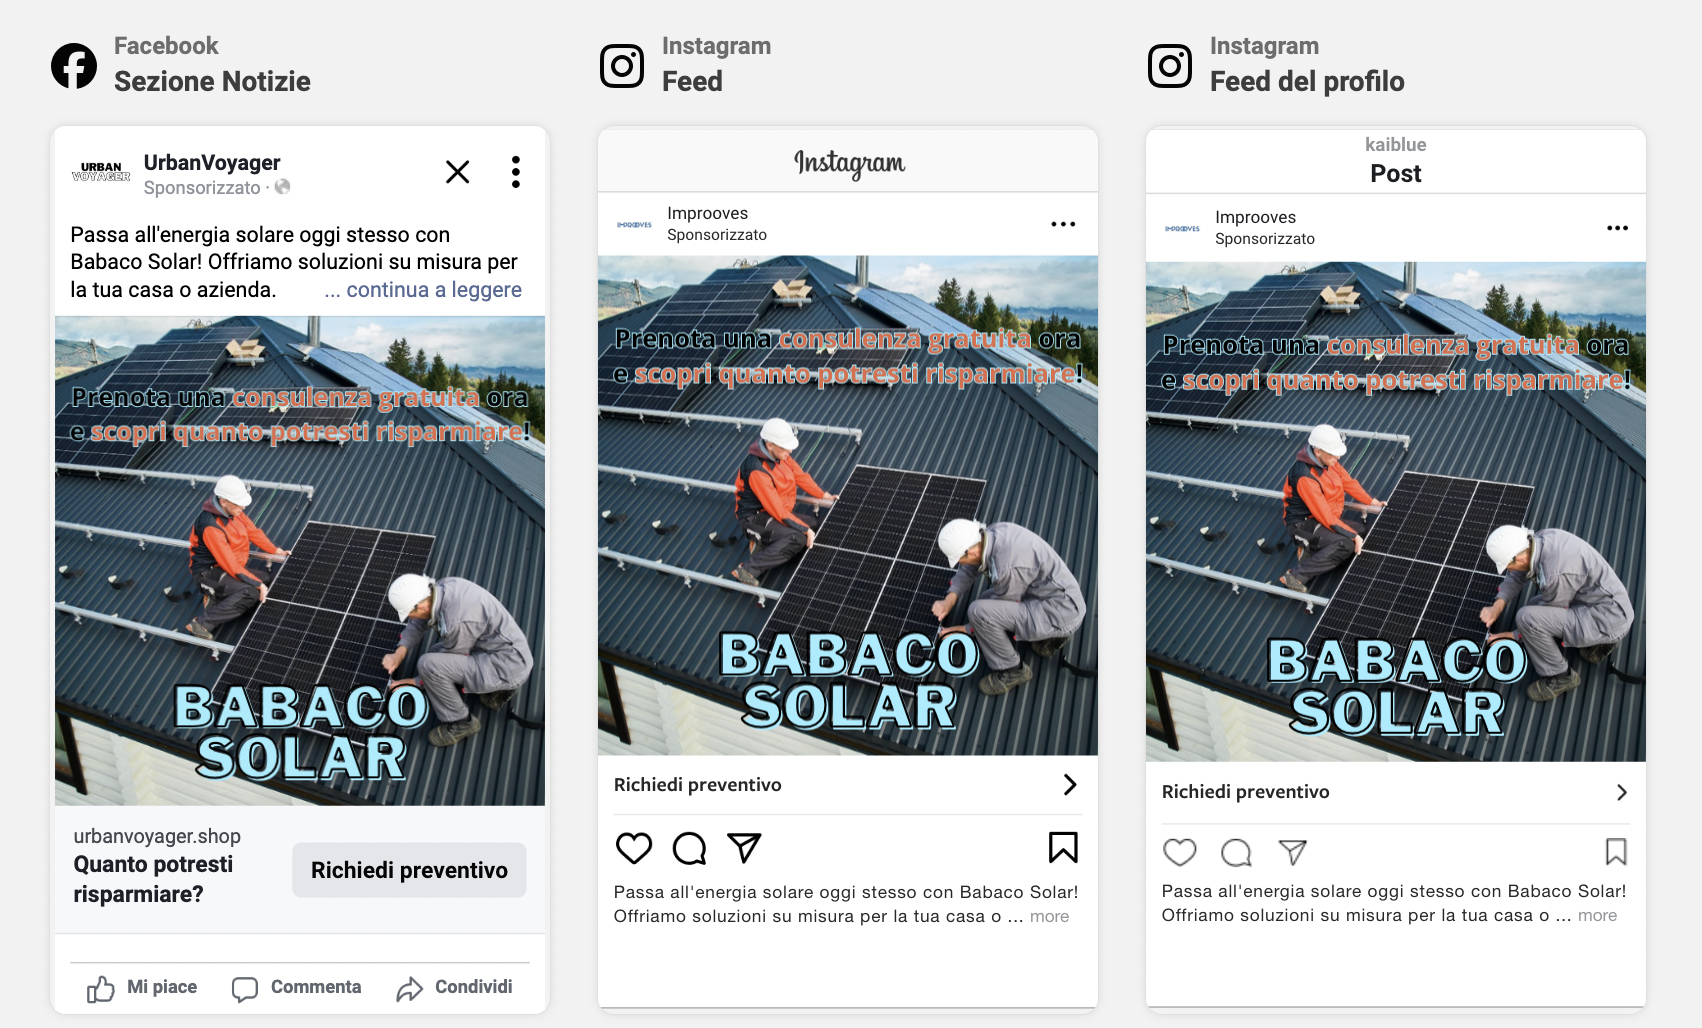 Facebook
Sezione Notizie
URBAN
VOYAGER
UrbanVoyager
Sponsorizzato ·
Passa all'energia solare oggi stesso con
Babaco Solar! Offriamo soluzioni su misura per
la tua casa o azienda. ... continua a leggere
Prenota una consulenza gratuita ora
e scopri quanto potresti risparmiare!
BABACO
SOLAR
urbanvoyager.shop
Quanto potresti
risparmiare?
Richiedi preventivo
Mi piace Commenta Condividi
Instagram
Feed
Instagram
IMPROOVES
Improoves
Sponsorizzato
Prenota una consulenza gratuita ora
e scopri quanto potresti risparmiare!
BABACO
SOLAR
Richiedi preventivo
Passa all'energia solare oggi stesso con Babaco Solar!
Offriamo soluzioni su misura per la tua casa o ... more
Instagram
Feed del profilo
kaiblue
Post
IMPROOVES
Improoves
Sponsorizzato
Prenota una consulenza gratuita ora
e scopri quanto potresti risparmiare!
BABACO
SOLAR
Richiedi preventivo
Passa all'energia solare oggi stesso con Babaco Solar!
Offriamo soluzioni su misura per la tua casa o ... more